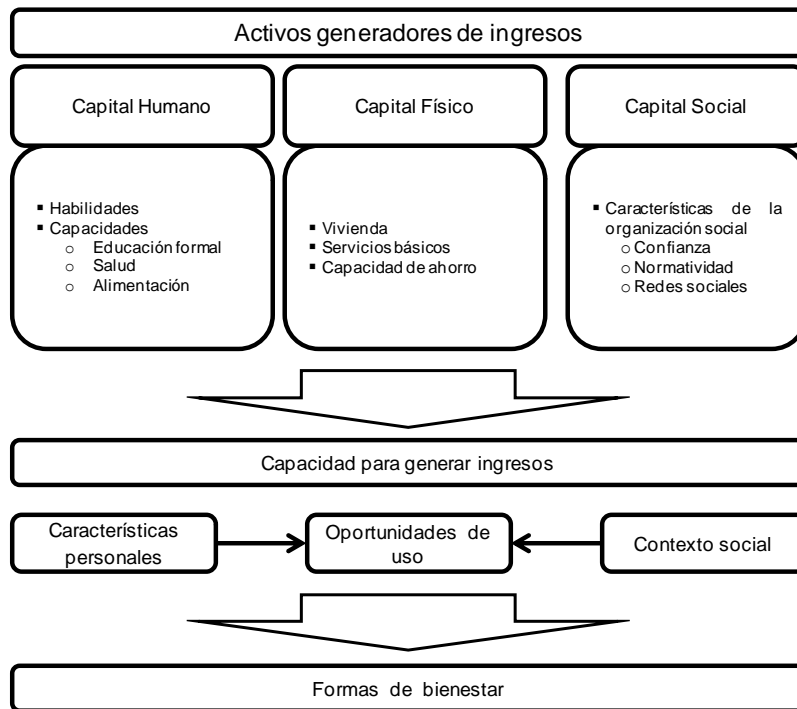 Activos generadores de ingresos
Capital Humano
Capital Físico
Capital Social
▪ Habilidades
▪ Capacidades
o Educación formal
o Salud
o Alimentación
▪ Vivienda
▪ Servicios básicos
▪ Capacidad de ahorro
▪ Características de la
organización social
o Confianza
o Normatividad
o Redes sociales
Capacidad para generar ingresos
Características
personales
Oportunidades de
uso
Contexto social
Formas de bienestar